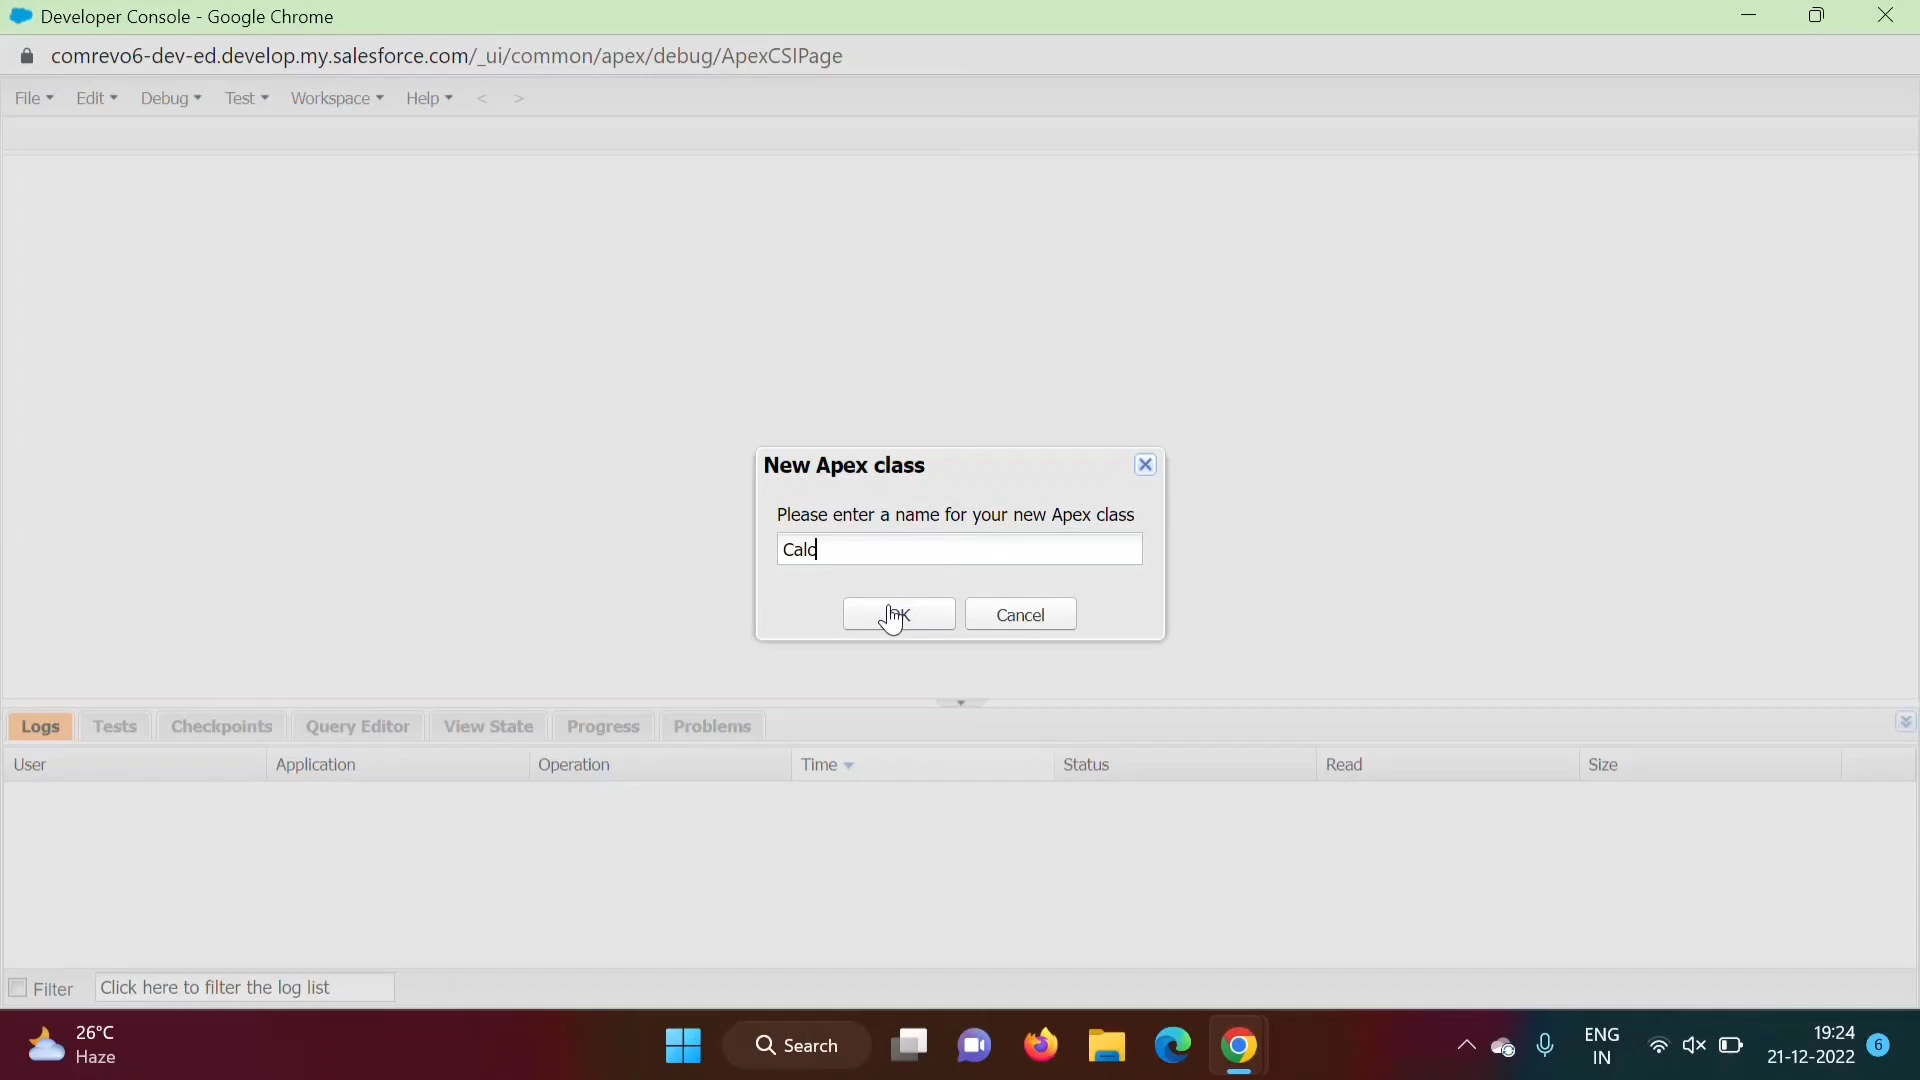 Developer Console - Google Chrome
comrevo6-dev-ed.develop.my.salesforce.com/_ui/common/apex/debug/ApexCSIPage
File Edit Debug Test Workspace Help < >
New Apex class
Please enter a name for your new Apex class
Calc
OK Cancel
Logs Tests Checkpoints Query Editor View State Progress Problems
User Application Operation Time Status Read Size
Filter Click here to filter the log list
26°C
Haze
Search
ENG
IN
19:24
21-12-2022
6